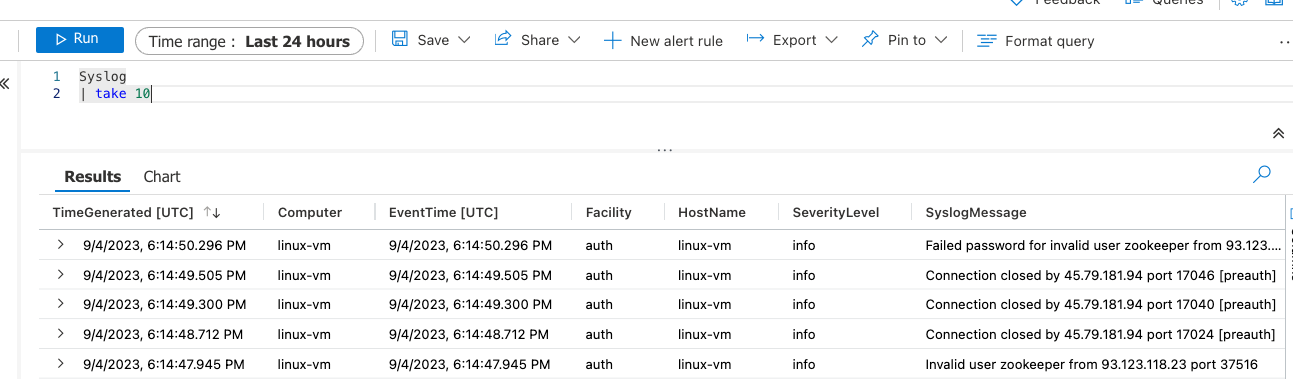 Feedback Queries
Run Time range : Last 24 hours Save Share New alert rule Export Pin to Format query ...
1 Syslog
2 | take 10
...
Results Chart
TimeGenerated [UTC] Computer EventTime [UTC] Facility HostName SeverityLevel SyslogMessage
9/4/2023, 6:14:50.296 PM linux-vm 9/4/2023, 6:14:50.296 PM auth linux-vm info Failed password for invalid user zookeeper from 93.123....
9/4/2023, 6:14:49.505 PM linux-vm 9/4/2023, 6:14:49.505 PM auth linux-vm info Connection closed by 45.79.181.94 port 17046 [preauth]
9/4/2023, 6:14:49.300 PM linux-vm 9/4/2023, 6:14:49.300 PM auth linux-vm info Connection closed by 45.79.181.94 port 17040 [preauth]
9/4/2023, 6:14:48.712 PM linux-vm 9/4/2023, 6:14:48.712 PM auth linux-vm info Connection closed by 45.79.181.94 port 17024 [preauth]
9/4/2023, 6:14:47.945 PM linux-vm 9/4/2023, 6:14:47.945 PM auth linux-vm info Invalid user zookeeper from 93.123.118.23 port 37516